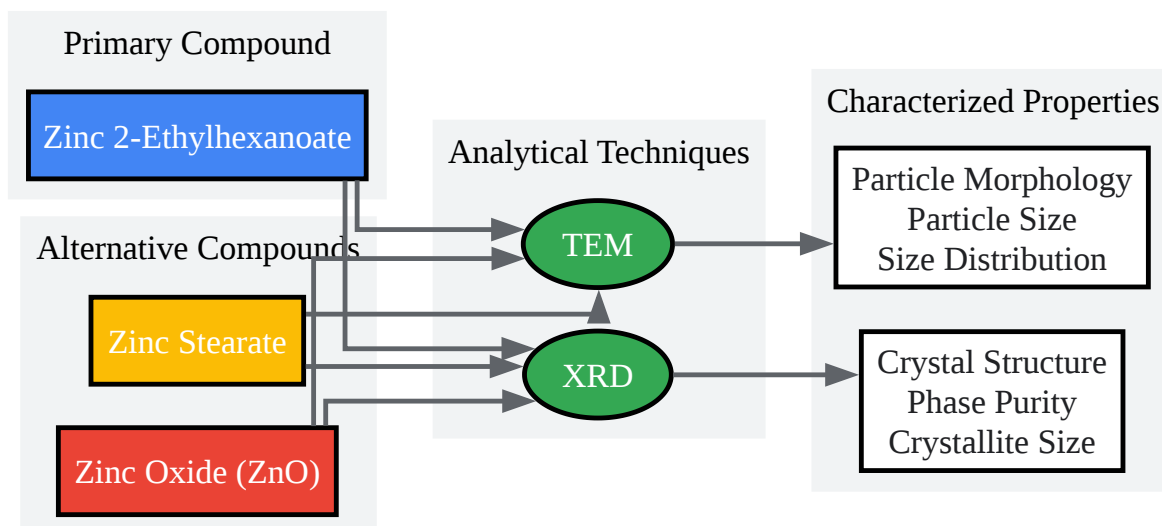 Primary Compound
Zinc 2-Ethylhexanoate
Alternative Compounds
Zinc Stearate
Zinc Oxide (ZnO)
Analytical Techniques
TEM
XRD
Characterized Properties
Particle Morphology
Particle Size
Size Distribution
Crystal Structure
Phase Purity
Crystallite Size